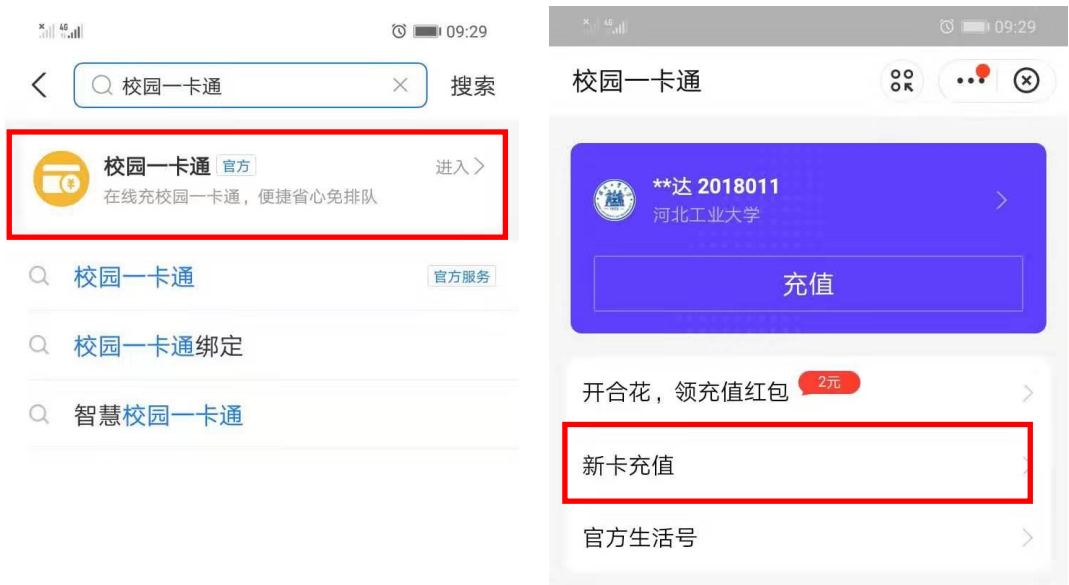 4G
09:29
校园一卡通
搜索
校园一卡通 官方
进入
在线充校园一卡通，便捷省心免排队
校园一卡通
官方服务
校园一卡通绑定
智慧校园一卡通
4G
09:29
校园一卡通
**达 2018011
河北工业大学
充值
开合花，领充值红包
2元
新卡充值
官方生活号